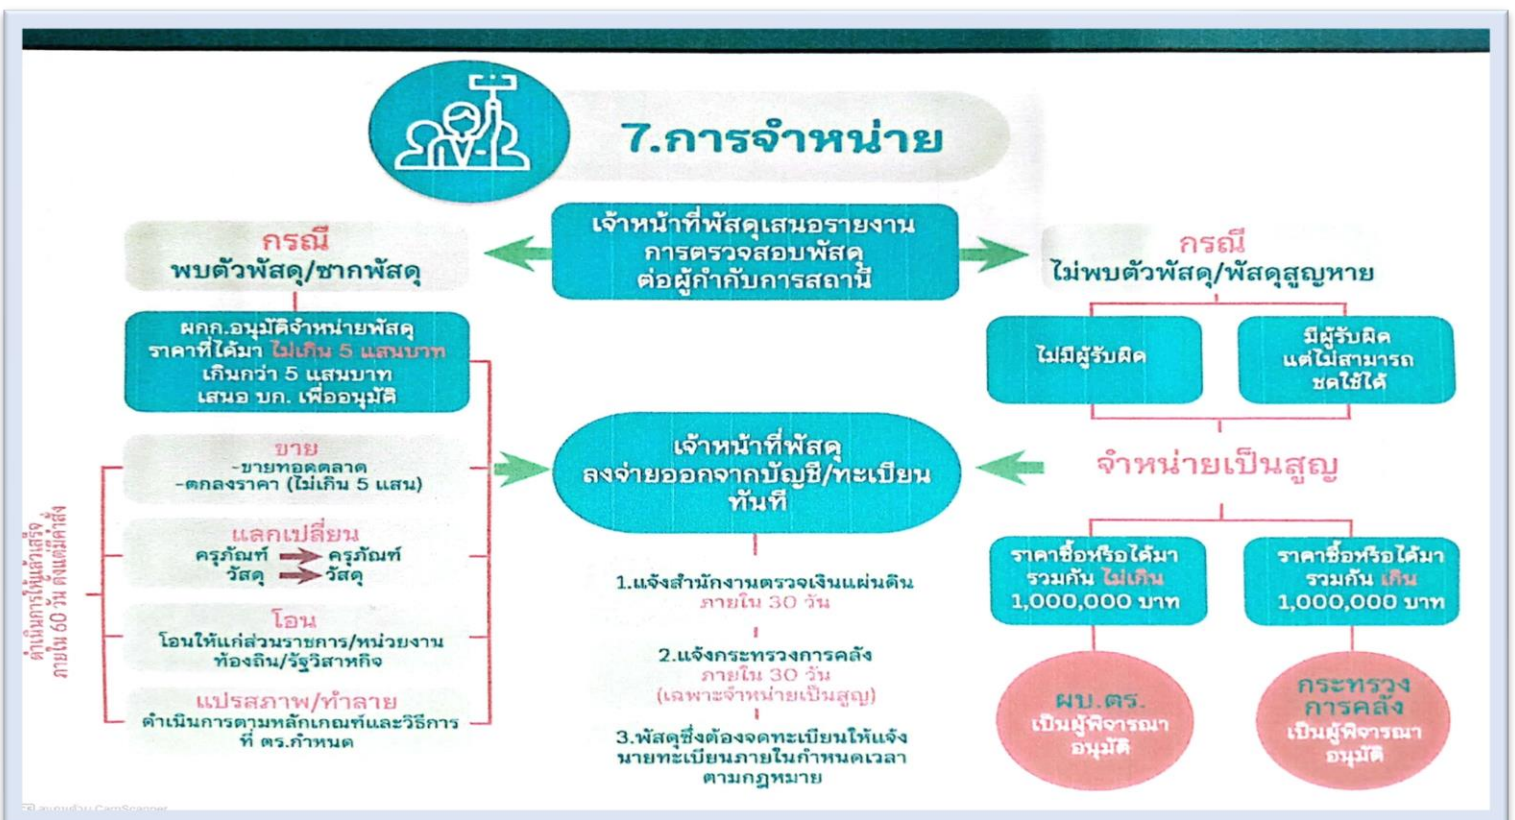 7.การจำหน่าย
เจ้าหน้าที่พัสดุเสนอรายงาน
การตรวจสอบพัสดุ
ต่อผู้กำกับการสถานี
กรณี
พบตัวพัสดุ/ซากพัสดุ
ผกก.อนุมัติจำหน่ายพัสดุ
ราคาที่ได้มา ไม่เกิน 5 แสนบาท
เกินกว่า 5 แสนบาท
เสนอ บก. เพื่ออนุมัติ
ขาย
-ขายทอดตลาด
-ตกลงราคา (ไม่เกิน 5 แสน)
แลกเปลี่ยน
ครุภัณฑ์ ครุภัณฑ์
วัสดุ วัสดุ
โอน
โอนให้แก่ส่วนราชการ/หน่วยงาน
ท้องถิ่น/รัฐวิสาหกิจ
แปรสภาพ/ทำลาย
ดำเนินการตามหลักเกณฑ์และวิธีการ
ที่ ตร.กำหนด
ดำเนินการให้แล้วเสร็จ
ภายใน 60 วัน ตั้งแต่มีคำสั่ง
เจ้าหน้าที่พัสดุ
ลงจ่ายออกจากบัญชี/ทะเบียน
ทันที
1.แจ้งสำนักงานตรวจเงินแผ่นดิน
ภายใน 30 วัน
2.แจ้งกระทรวงการคลัง
ภายใน 30 วัน
(เฉพาะจำหน่ายเป็นสูญ)
3.พัสดุซึ่งต้องจดทะเบียนให้แจ้ง
นายทะเบียนภายในกำหนดเวลา
ตามกฎหมาย
กรณี
ไม่พบตัวพัสดุ/พัสดุสูญหาย
ไม่มีผู้รับผิด
มีผู้รับผิด
แต่ไม่สามารถ
ชดใช้ได้
จำหน่ายเป็นสูญ
ราคาซื้อหรือได้มา
รวมกัน ไม่เกิน
1,000,000 บาท
ราคาซื้อหรือได้มา
รวมกัน เกิน
1,000,000 บาท
ผบ.ตร.
เป็นผู้พิจารณา
อนุมัติ
กระทรวง
การคลัง
เป็นผู้พิจารณา
อนุมัติ
CamScanner